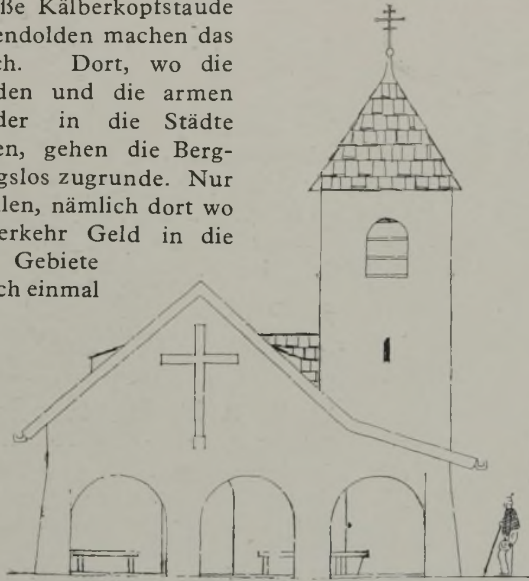 ße Kälberkopfstaude
endolden machen das
ch. Dort, wo die
den und die armen
der in die Städte
en, gehen die Berg-
gslos zugrunde. Nur
len, nämlich dort wo
erkehr Geld in die
Gebiete
ch einmal